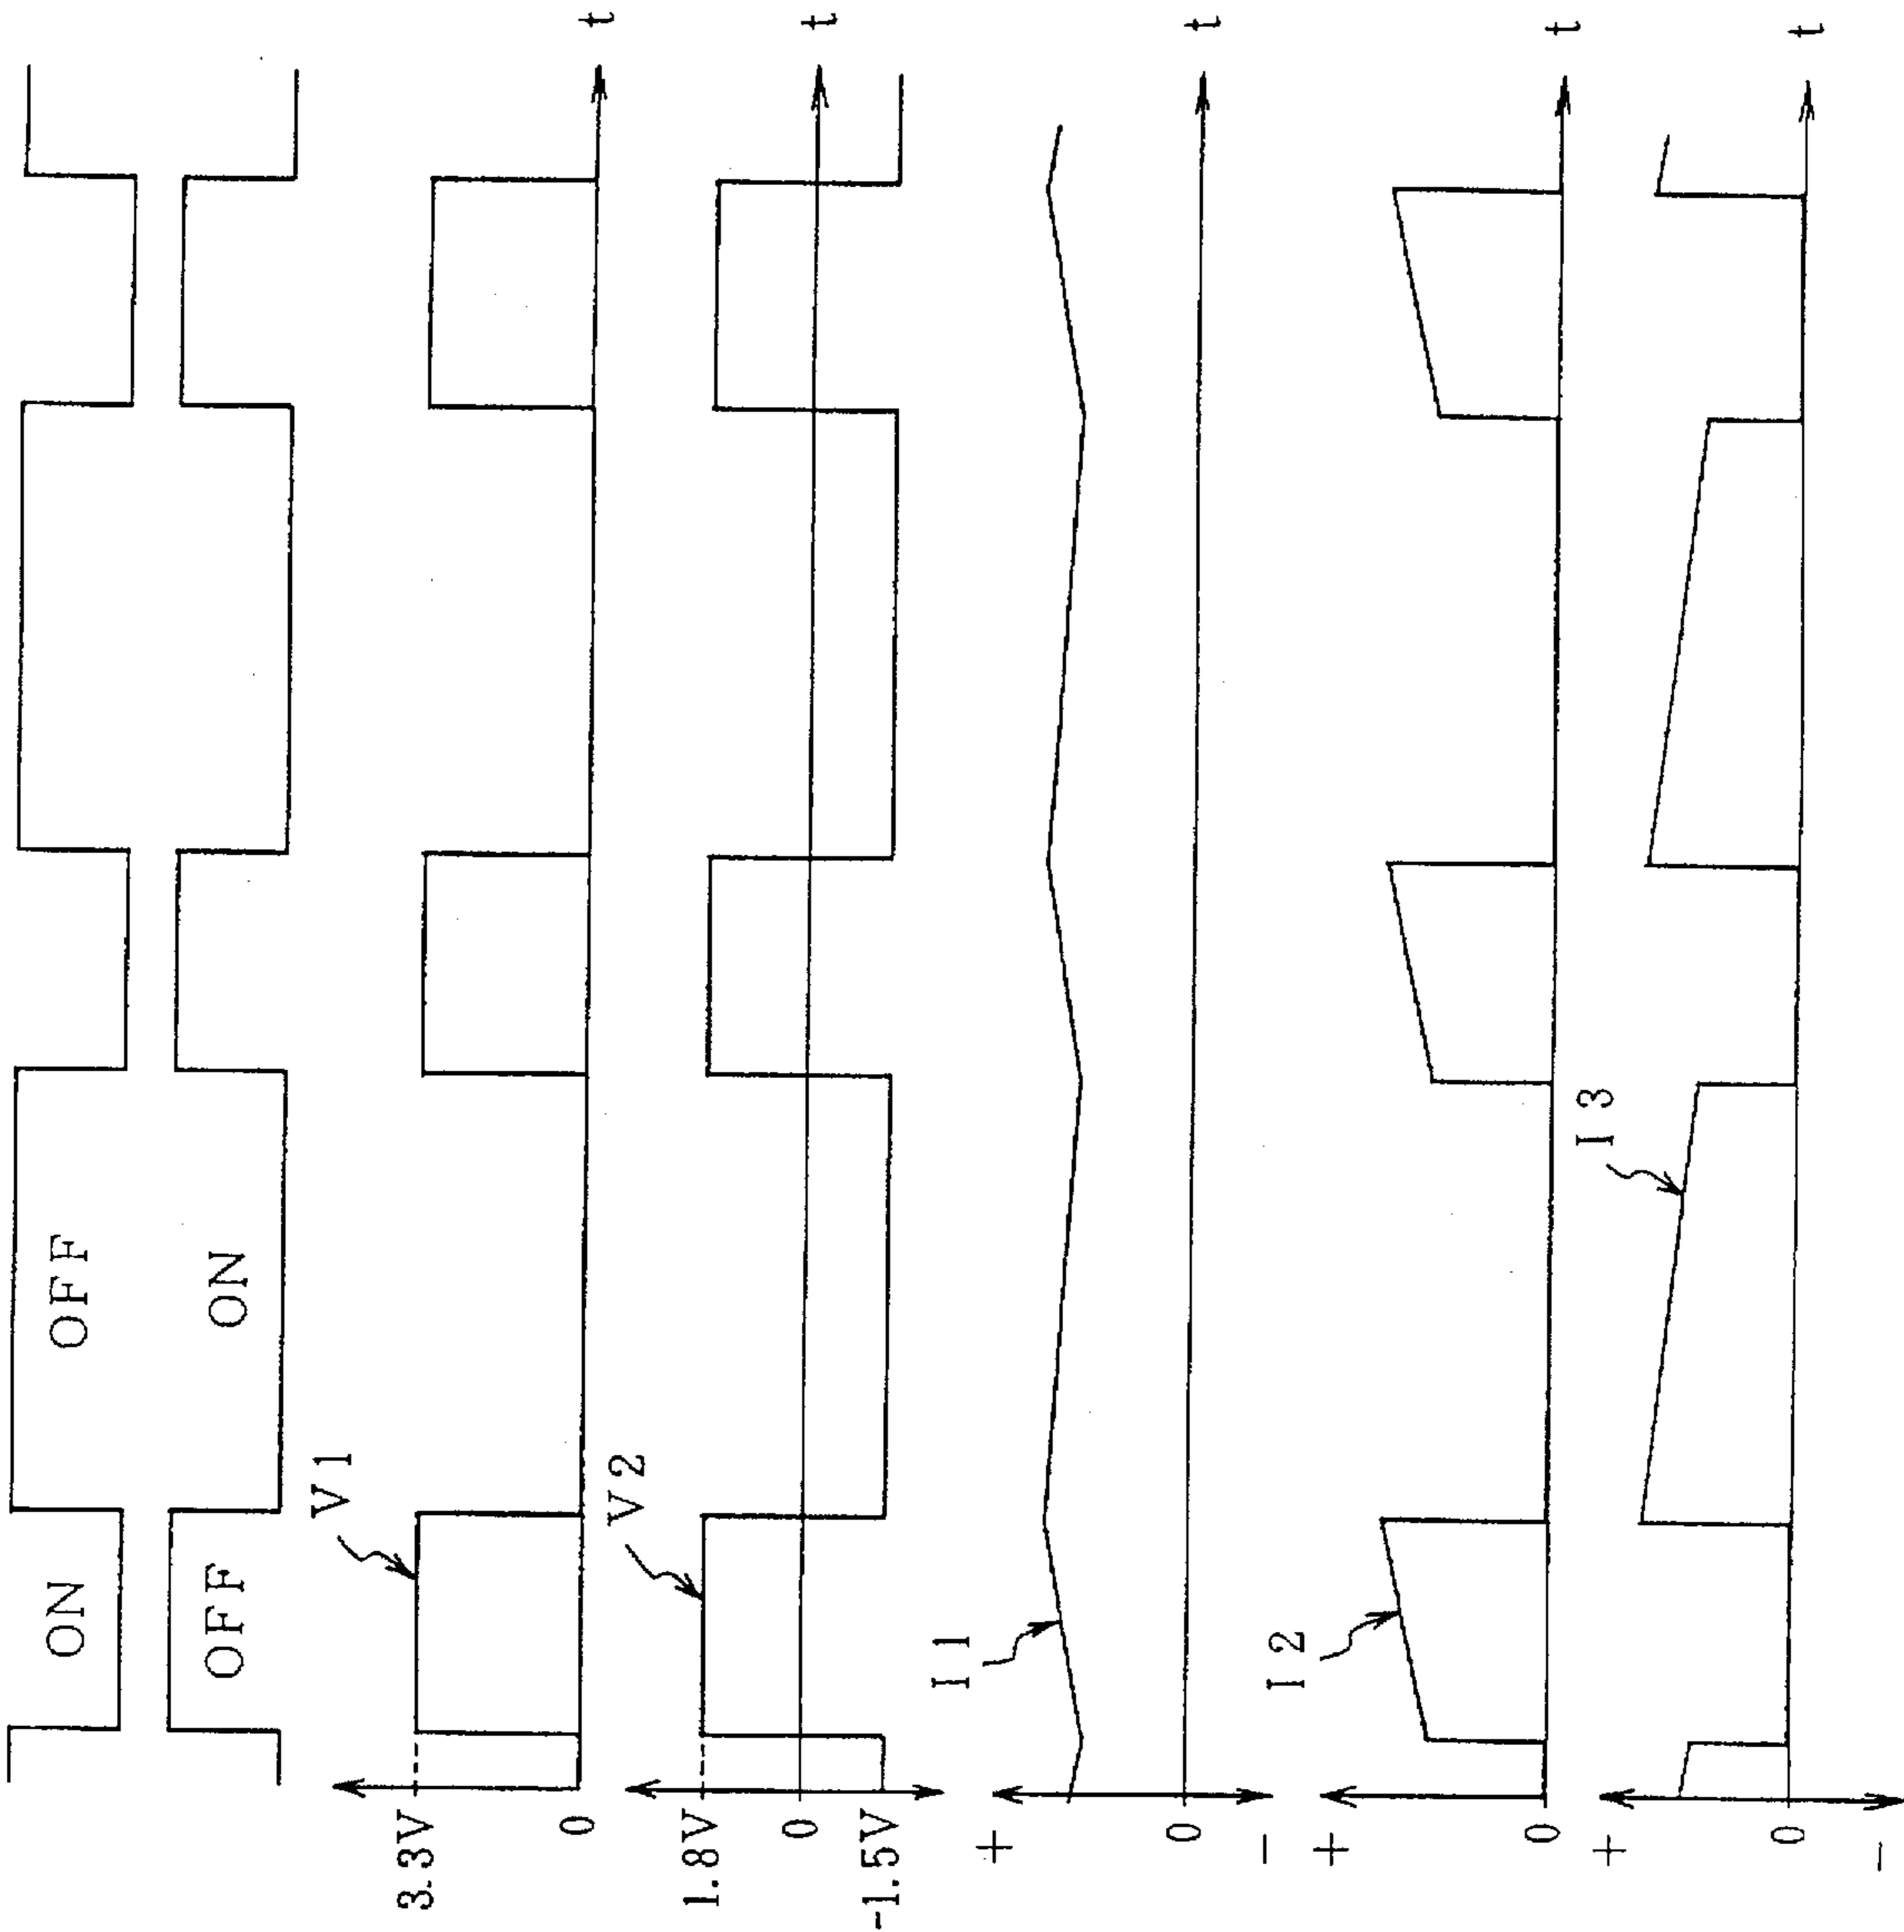 ON
OFF
OFF
ON
V1
3.3V
0
t
V2
1.8V
0
-1.5V
t
I1
+
0
-
t
I2
+
0
t
I3
+
0
-
t